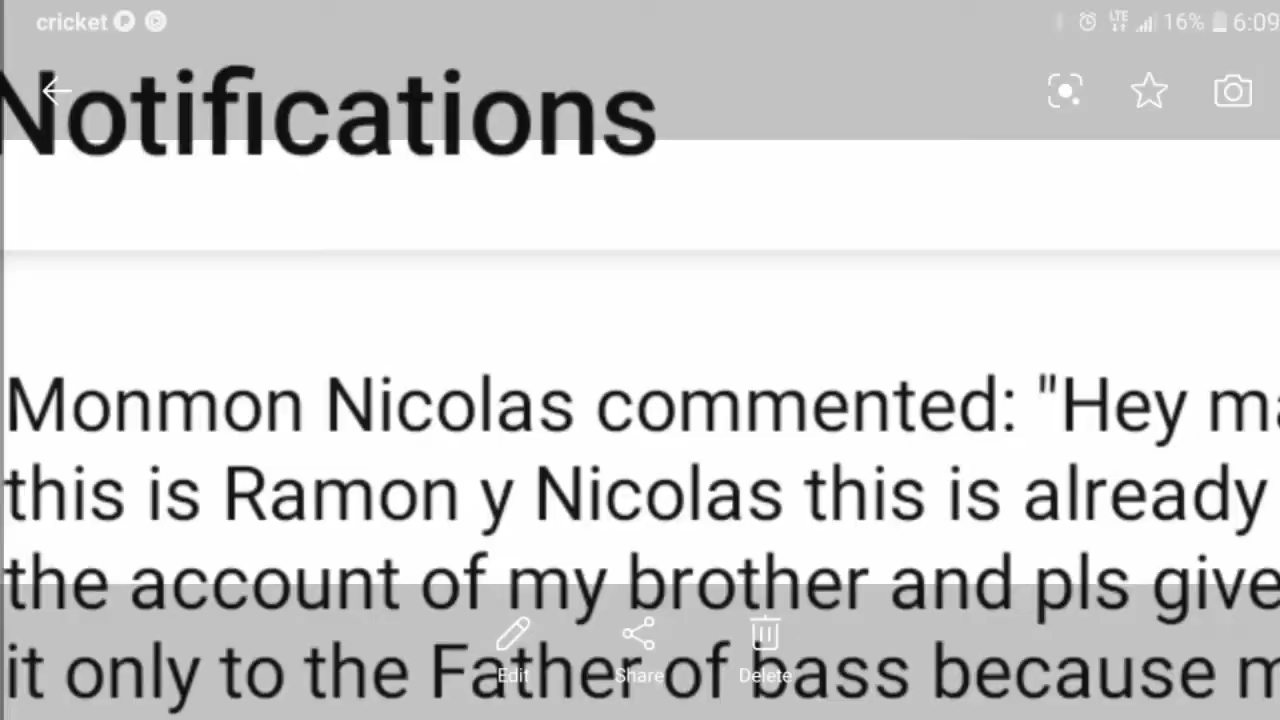 cricket P
LTE 16% 6:09
Notifications
Monmon Nicolas commented: "Hey
this is Ramon y Nicolas this is already
the account of my brother and pls give
it only to the Father of bass because
Edit Share Delete